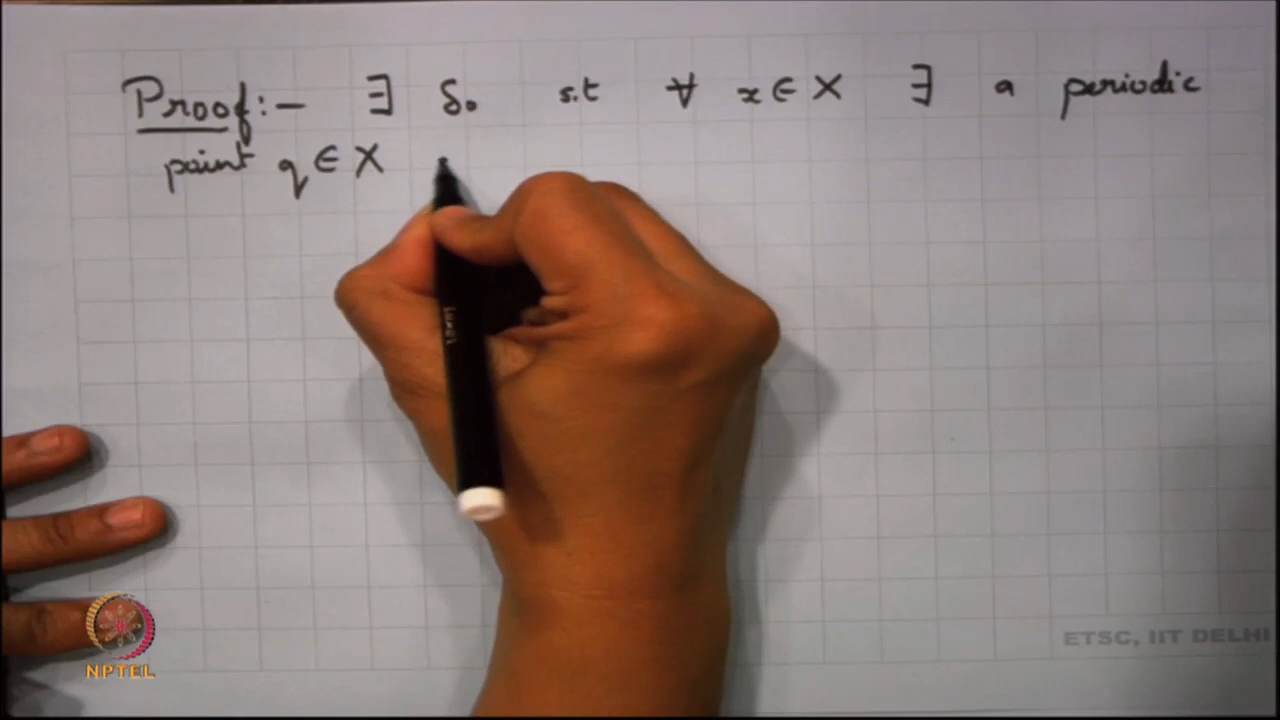 Proof:- ∃ δ₀ s.t ∀ x ∈ X ∃ a periodic
point q ∈ X
NPTEL
ETSC, IIT DELHI